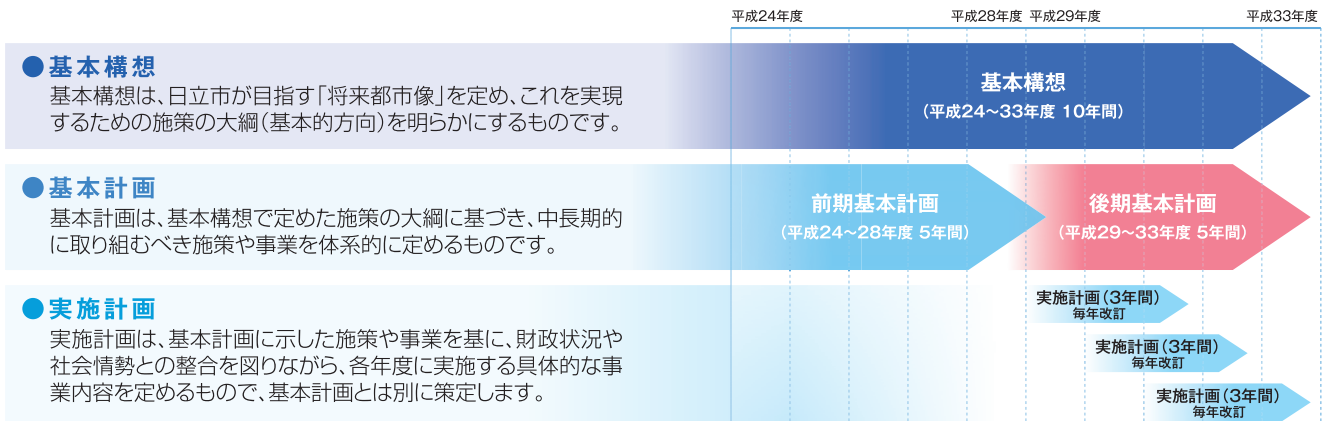 平成24年度 平成28年度 平成29年度 平成33年度
●基本構想
基本構想は、日立市が目指す「将来都市像」を定め、これを実現
するための施策の大綱（基本的方向）を明らかにするものです。
基本構想
（平成24〜33年度 10年間）
●基本計画
基本計画は、基本構想で定めた施策の大綱に基づき、中長期的
に取り組むべき施策や事業を体系的に定めるものです。
前期基本計画
（平成24〜28年度 5年間）
後期基本計画
（平成29〜33年度 5年間）
●実施計画
実施計画は、基本計画に示した施策や事業を基に、財政状況や
社会情勢との整合を図りながら、各年度に実施する具体的な事
業内容を定めるもので、基本計画とは別に策定します。
実施計画（3年間）
毎年改訂
実施計画（3年間）
毎年改訂
実施計画（3年間）
毎年改訂